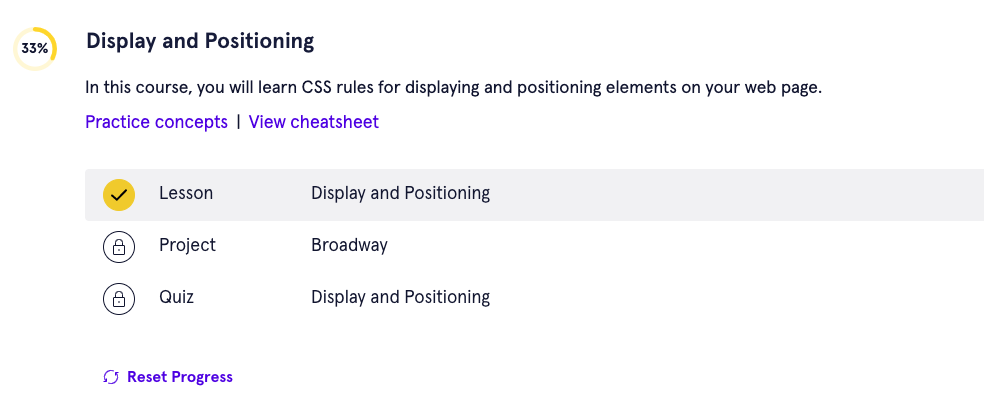 33%
Display and Positioning
In this course, you will learn CSS rules for displaying and positioning elements on your web page.
Practice concepts | View cheatsheet
Lesson Display and Positioning
Project Broadway
Quiz Display and Positioning
Reset Progress